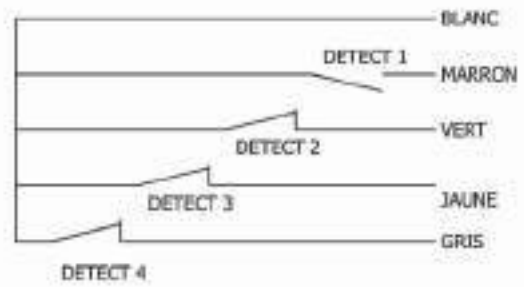 BLANC
DETECT 1
MARRON
VERT
DETECT 2
DETECT 3
JAUNE
GRIS
DETECT 4